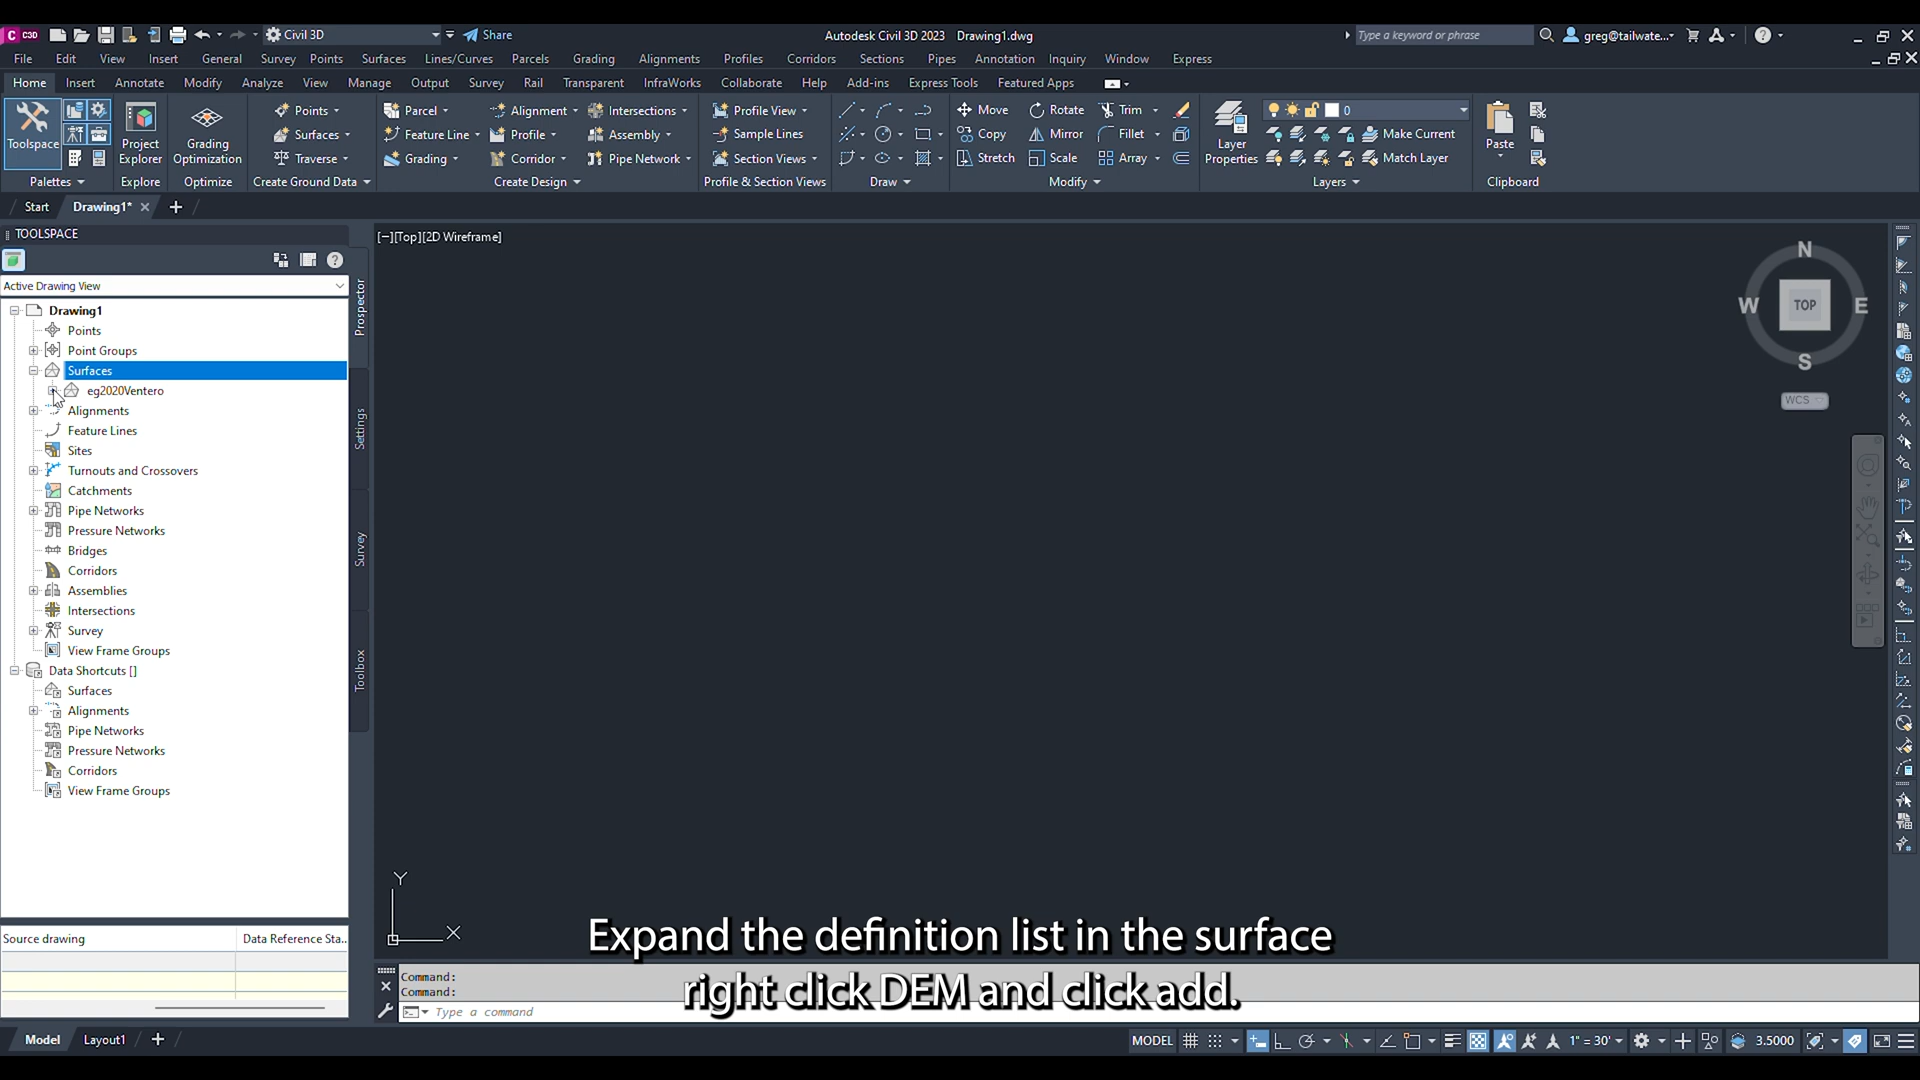 C C3D Civil 3D Share Autodesk Civil 3D 2023 Drawing1.dwg Type a keyword or phrase greg@tailwate...
File Edit View Insert General Survey Points Surfaces Lines/Curves Parcels Grading Alignments Profiles Corridors Sections Pipes Annotation Inquiry Window Express
Home Insert Annotate Modify Analyze View Manage Output Survey Rail Transparent InfraWorks Collaborate Help Add-ins Express Tools Featured Apps
Points Parcel Alignment Intersections Profile View Move Rotate Trim 0
Toolspace Project Explorer Grading Optimization Surfaces Feature Line Profile Assembly Sample Lines Copy Mirror Fillet Layer Properties Make Current Paste
Traverse Grading Corridor Pipe Network Section Views Stretch Scale Array Match Layer
Palettes Explore Optimize Create Ground Data Create Design Profile & Section Views Draw Modify Layers Clipboard
Start Drawing1*
TOOLSPACE
[−][Top][2D Wireframe]
Active Drawing View
Drawing1
Points
Point Groups
Surfaces
eg2020Ventero
Alignments
Feature Lines
Sites
Turnouts and Crossovers
Catchments
Pipe Networks
Pressure Networks
Bridges
Corridors
Assemblies
Intersections
Survey
View Frame Groups
Data Shortcuts []
Surfaces
Alignments
Pipe Networks
Pressure Networks
Corridors
View Frame Groups
Prospector
Settings
Survey
Toolbox
N
W TOP E
S
WCS
Y
X
Source drawing Data Reference Sta..
Expand the definition list in the surface
right click DEM and click add.
Command:
Command:
Type a command
Model Layout1 MODEL 1" = 30' 3.5000